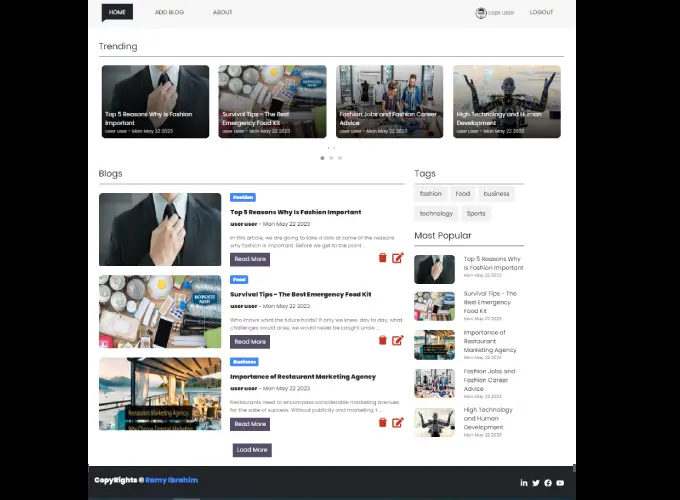 HOME
ADD BLOG
ABOUT
USER USER
LOGOUT
Trending
Top 5 Reasons Why Is Fashion
Important
user user - Mon May 22 2023
Survival Tips - The Best
Emergency Food Kit
user user - Mon May 22 2023
Fashion Jobs and Fashion Career
Advice
user user - Mon May 22 2023
High Technology and Human
Development
user user - Mon May 22 2023
Blogs
Fashion
Top 5 Reasons Why Is Fashion Important
user user - Mon May 22 2023
In this article, we are going to take a look at some of the reasons
why fashion is important. Before we get to the point ...
Read More
Food
Survival Tips - The Best Emergency Food Kit
user user - Mon May 22 2023
Who knows what the future holds? If only we knew, day to day, what
challenges would arise, we would never be caught unaw ...
Read More
Restaurant Marketing Agency:
Why Choose External Marketing
Business
Importance of Restaurant Marketing Agency
user user - Mon May 22 2023
Restaurants need to encompass considerable marketing avenues
for the sake of success. Without publicity and marketing, t ...
Read More
Load More
Tags
fashion
Food
business
technology
Sports
Most Popular
Top 5 Reasons Why
Is Fashion Important
Mon May 22 2023
Survival Tips - The
Best Emergency
Food Kit
Mon May 22 2023
Importance of
Restaurant
Marketing Agency
Mon May 22 2023
Fashion Jobs and
Fashion Career
Advice
Mon May 22 2023
High Technology
and Human
Development
Mon May 22 2023
CopyRights © Ramy Ibrahim